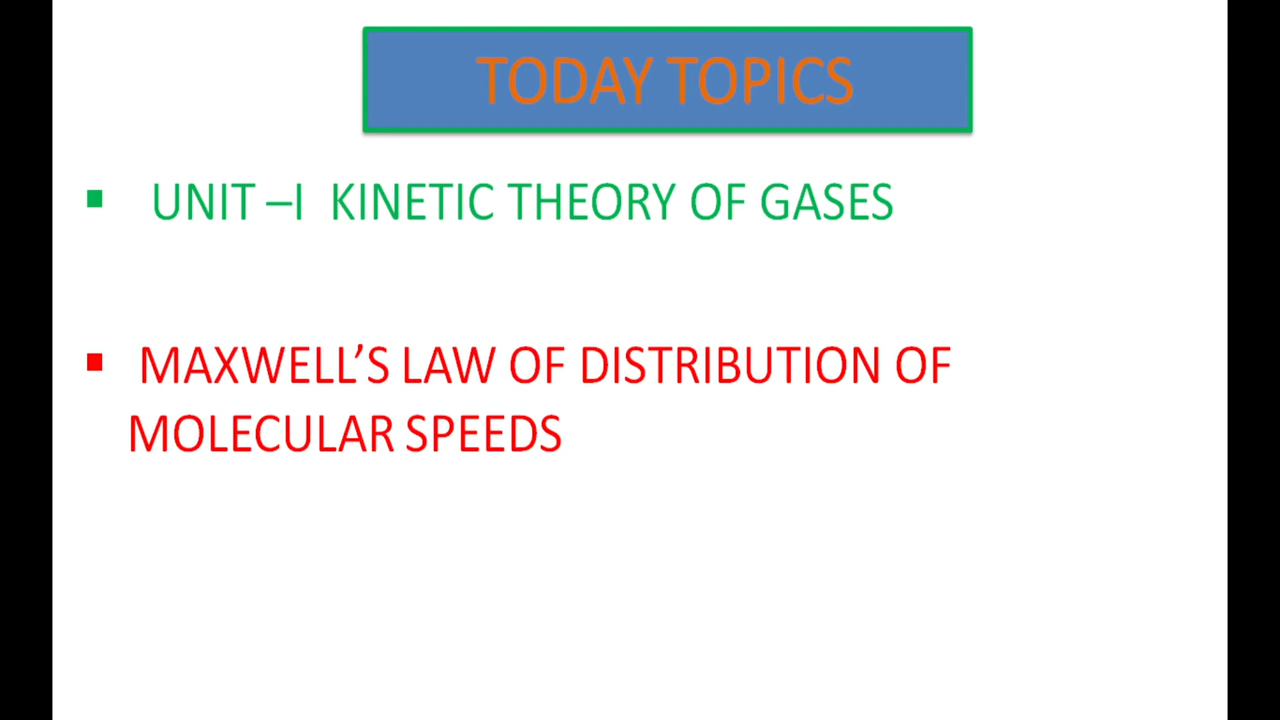 TODAY TOPICS
▪ UNIT –I KINETIC THEORY OF GASES
▪ MAXWELL’S LAW OF DISTRIBUTION OF
MOLECULAR SPEEDS